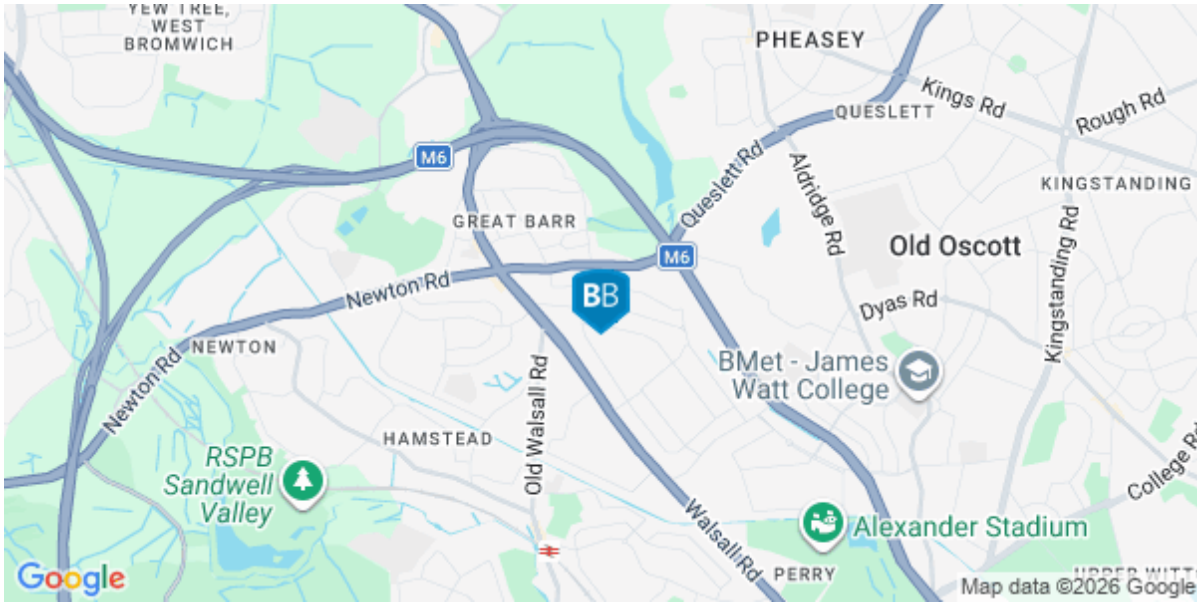 YEW TREE,
WEST
BROMWICH
PHEASEY
Kings Rd
QUESLETT
Rough Rd
M6
Queslett Rd
Aldridge Rd
KINGSTANDING
GREAT BARR
Old Oscott
M6
Newton Rd
BB
Dyas Rd
Kingstanding Rd
NEWTON
Newton Rd
BMet - James
Watt College
Old Walsall Rd
HAMSTEAD
RSPB
Sandwell
Valley
College Rd
Walsall Rd
Alexander Stadium
PERRY
UPPER WITTO
Google
Map data ©2026 Google